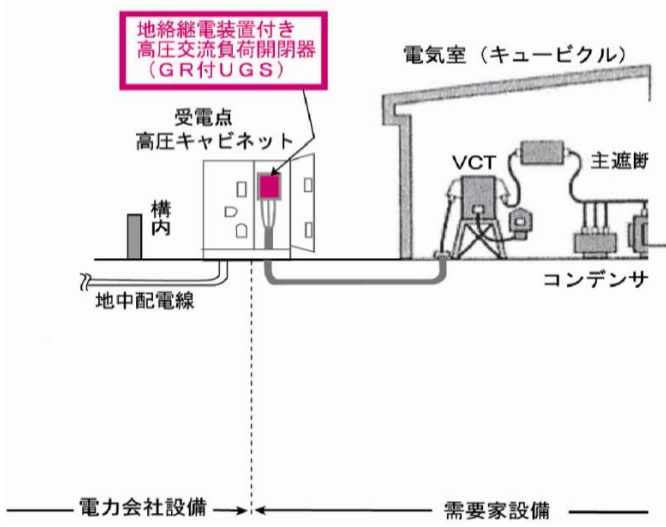 地絡継電装置付き
高圧交流負荷開閉器
（ＧＲ付ＵＧＳ）
電気室（キュービクル）
受電点
高圧キャビネット
VCT
主遮断
構内
地中配電線
コンデンサ
電力会社設備
需要家設備